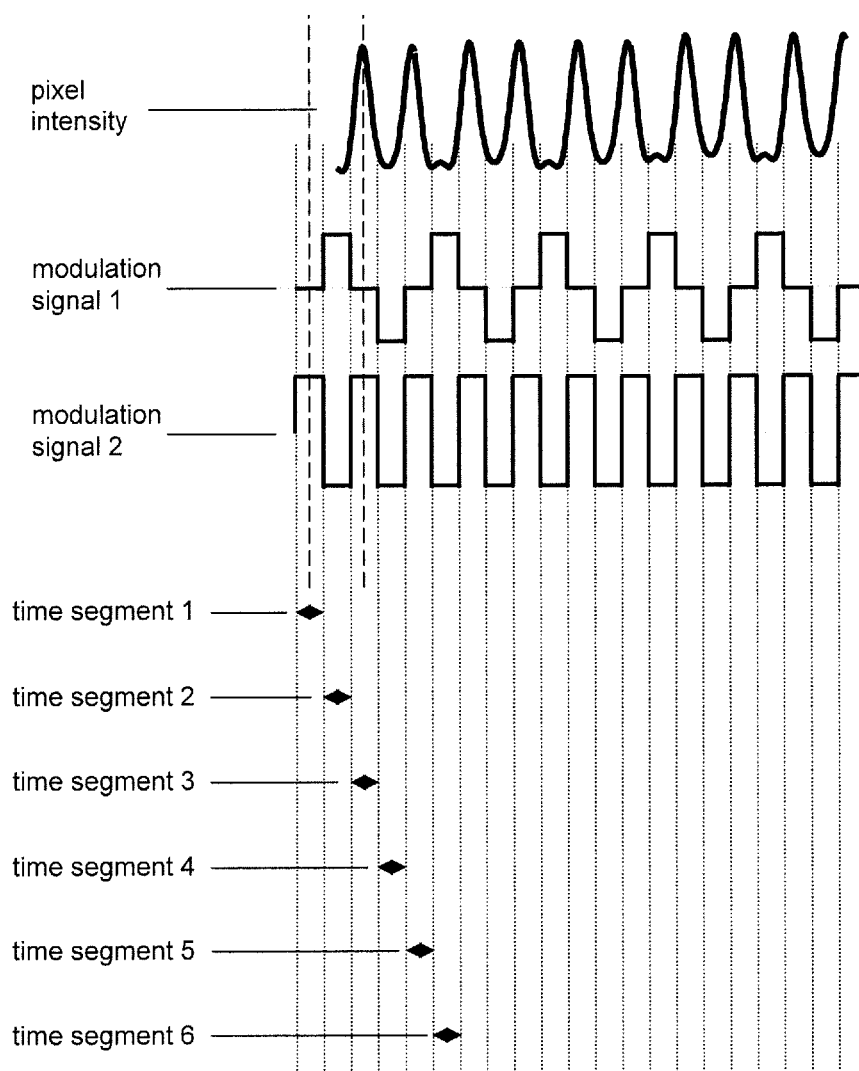 pixel
intensity
modulation
signal 1
modulation
signal 2
time segment 1
time segment 2
time segment 3
time segment 4
time segment 5
time segment 6